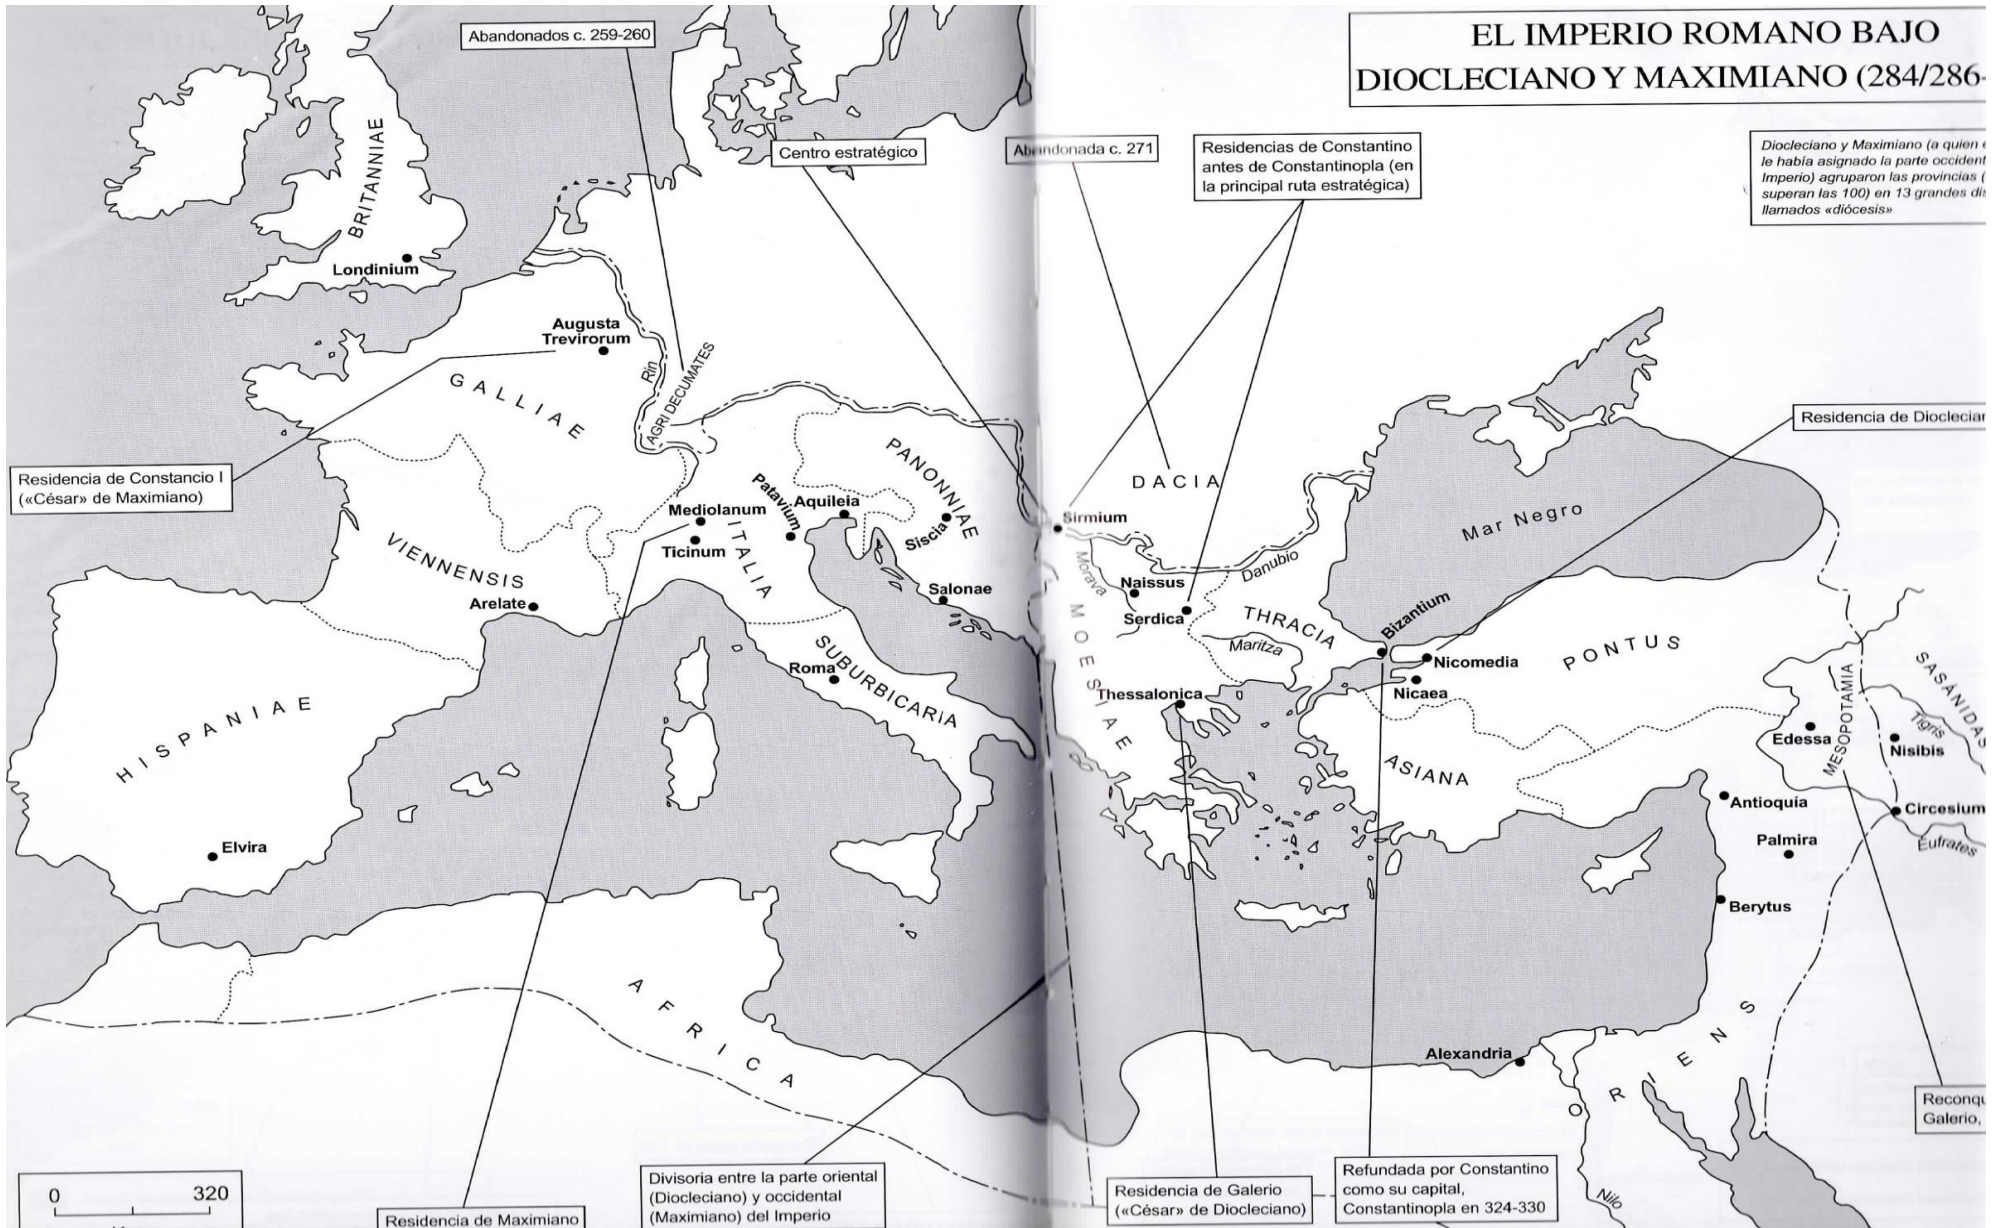 EL IMPERIO ROMANO BAJO
DIOCLECIANO Y MAXIMIANO (284/286-
Diocleciano y Maximiano (a quien
le había asignado la parte occident
Imperio) agruparon las provincias (
superan las 100) en 13 grandes
llamados «diócesis»
Abandonados c. 259-260
Centro estratégico
Abandonada c. 271
Residencias de Constantino
antes de Constantinopla (en
la principal ruta estratégica)
BRITANNIAE
Londinium
Augusta
Trevirorum
Rin
AGRI DECUMATES
GALLIAE
Residencia de Constancio I
(«César» de Maximiano)
Residencia de Dioclecian
PANONNIAE
DACIA
Mar Negro
Mediolanum
Patavium
Aquileia
Siscia
Sirmium
Ticinum
ITALIA
VIENNENSIS
Arelate
Salonae
Morava
Naissus
Serdica
Danubio
MOESIAE
THRACIA
Maritza
Bizantium
Nicomedia
Nicaea
PONTUS
HISPANIAE
Roma
SUBURBICARIA
Thessalonica
ASIANA
MESOPOTAMIA
SASÁNIDAS
Tigris
Edessa
Nisibis
Elvira
Antioquía
Circesium
Palmira
Éufrates
Berytus
AFRICA
Alexandria
ORIENS
Nilo
Reconqu
Galerio,
0 320
Residencia de Maximiano
Divisoria entre la parte oriental
(Diocleciano) y occidental
(Maximiano) del Imperio
Residencia de Galerio
(«César» de Diocleciano)
Refundada por Constantino
como su capital,
Constantinopla en 324-330